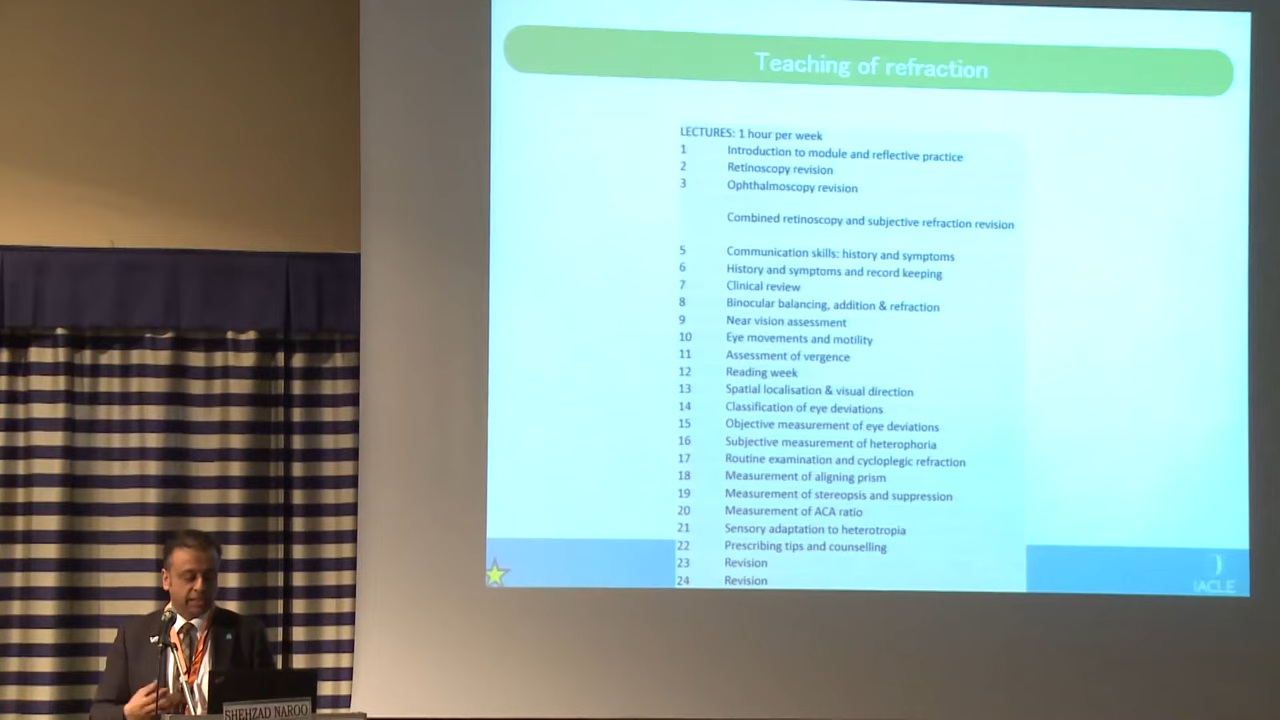 Teaching of refraction
LECTURES: 1 hour per week
1 Introduction to module and reflective practice
2 Retinoscopy revision
3 Ophthalmoscopy revision
Combined retinoscopy and subjective refraction revision
5 Communication skills: history and symptoms
6 History and symptoms and record keeping
7 Clinical review
8 Binocular balancing, addition & refraction
9 Near vision assessment
10 Eye movements and motility
11 Assessment of vergence
12 Reading week
13 Spatial localisation & visual direction
14 Classification of eye deviations
15 Objective measurement of eye deviations
16 Subjective measurement of heterophoria
17 Routine examination and cycloplegic refraction
18 Measurement of aligning prism
19 Measurement of stereopsis and suppression
20 Measurement of ACA ratio
21 Sensory adaptation to heterotropia
22 Prescribing tips and counselling
23 Revision
24 Revision
IACLE
SHEHZAD NAROO